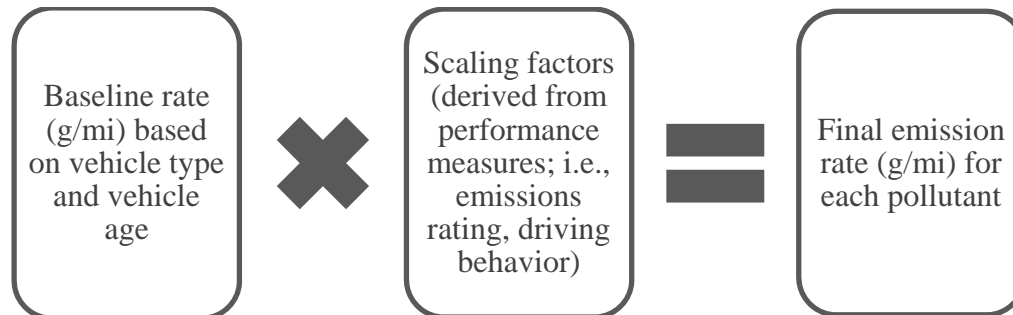 Baseline rate
(g/mi) based
on vehicle type
and vehicle
age
Scaling factors
(derived from
performance
measures; i.e.,
emissions
rating, driving
behavior)
Final emission
rate (g/mi) for
each pollutant